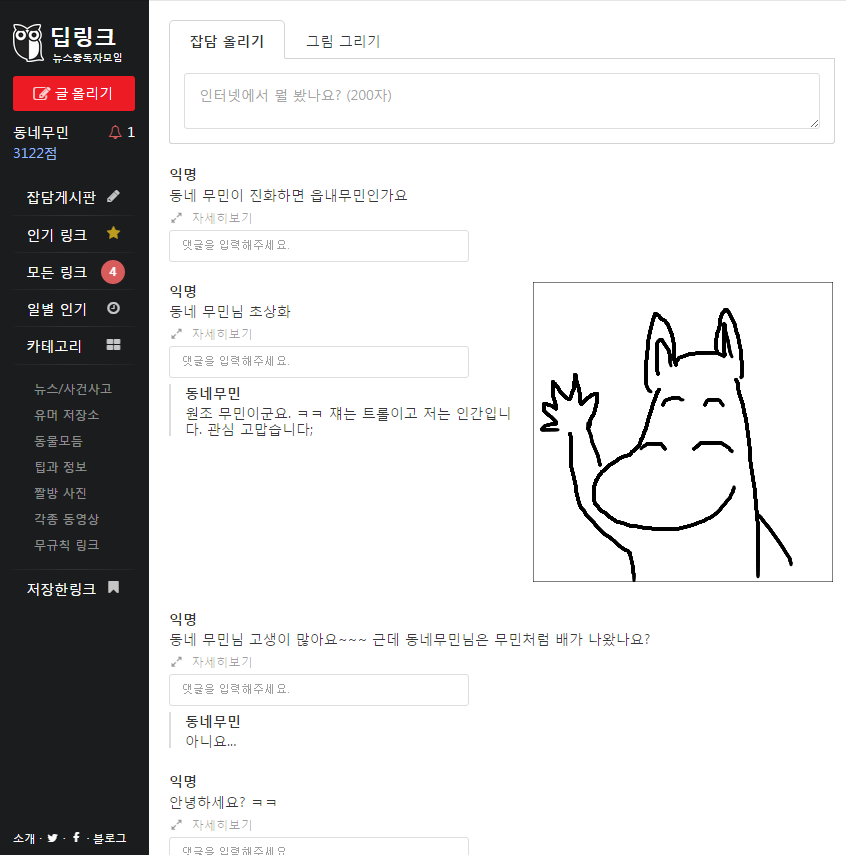 딥링크
뉴스중독자모임
글 올리기
동네무민 1
3122점
잡담게시판
인기 링크
모든 링크 4
일별 인기
카테고리
뉴스/사건사고
유머 저장소
동물모듬
팁과 정보
짤방 사진
각종 동영상
무규칙 링크
저장한링크
소개 · · · 블로그
잡담 올리기 그림 그리기
인터넷에서 뭘 봤나요? (200자)
익명
동네 무민이 진화하면 읍내무민인가요
자세히보기
댓글을 입력해주세요.
익명
동네 무민님 초상화
자세히보기
댓글을 입력해주세요.
동네무민
원조 무민이군요. ㅋㅋ 쟤는 트롤이고 저는 인간입니
다. 관심 고맙습니다;
익명
동네 무민님 고생이 많아요~~~ 근데 동네무민님은 무민처럼 배가 나왔나요?
자세히보기
댓글을 입력해주세요.
동네무민
아니요...
익명
안녕하세요? ㅋㅋ
자세히보기
댓글을 입력해주세요.